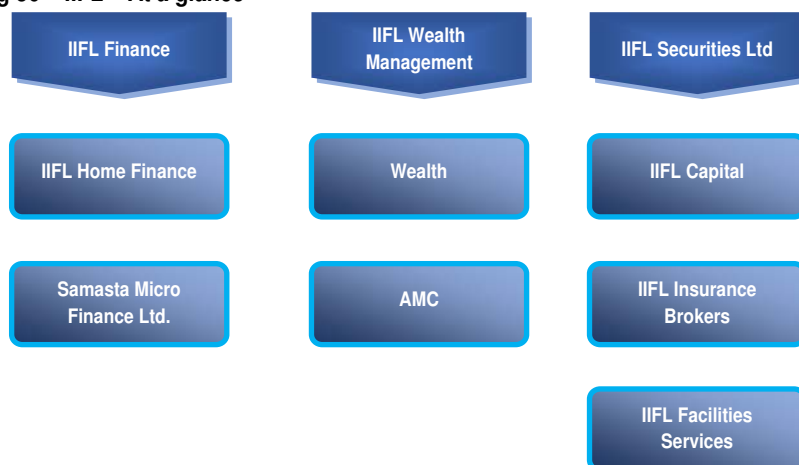 IIFL Finance
IIFL Wealth
Management
IIFL Securities Ltd
IIFL Home Finance
Wealth
IIFL Capital
Samasta Micro
Finance Ltd.
AMC
IIFL Insurance
Brokers
IIFL Facilities
Services